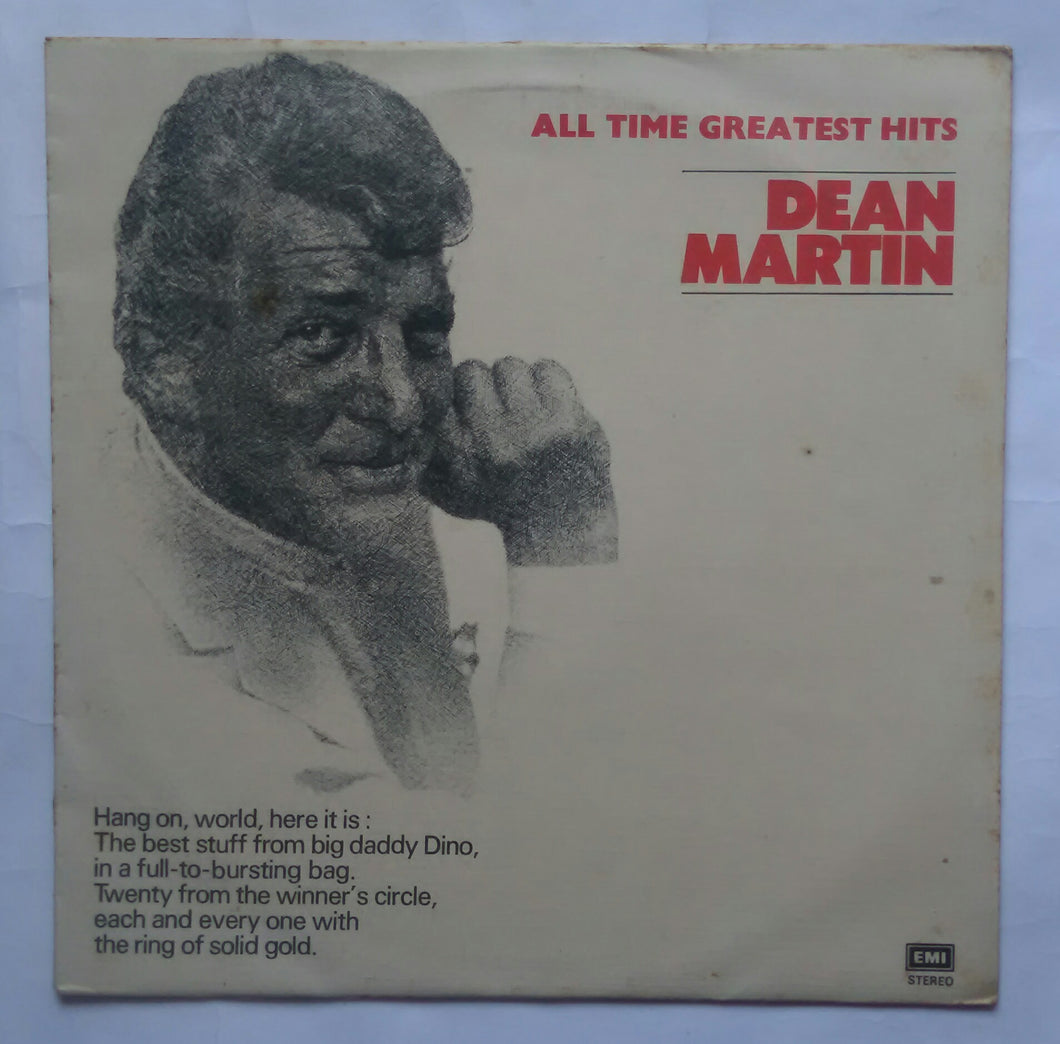 ALL TIME GREATEST HITS
DEAN
MARTIN
Hang on, world, here it is :
The best stuff from big daddy Dino,
in a full-to-bursting bag.
Twenty from the winner's circle,
each and every one with
the ring of solid gold.
EMI
STEREO